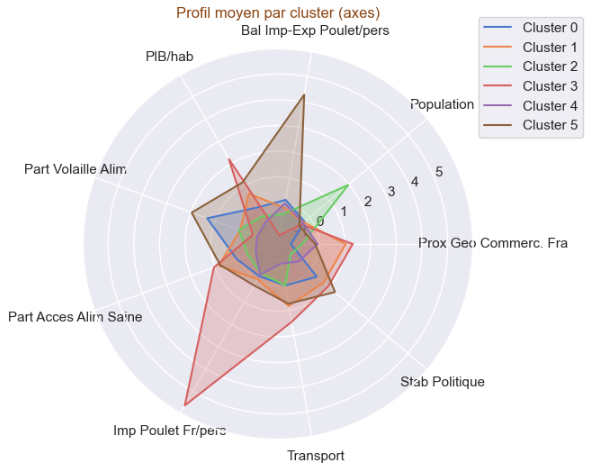 Profil moyen par cluster (axes)
Bal Imp-Exp Poulet/pers
PIB/hab
Population
Part Volaille Alim
Prox Geo Commerc. Fra
Part Acces Alim Saine
Stab Politique
Imp Poulet Fr/pers
Transport
0
1
2
3
4
5
Cluster 0
Cluster 1
Cluster 2
Cluster 3
Cluster 4
Cluster 5